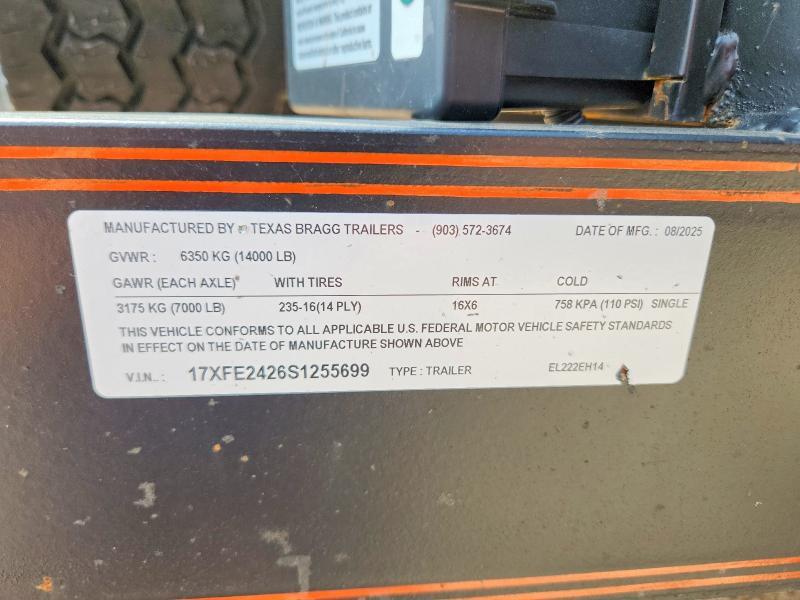 MANUFACTURED BY TEXAS BRAGG TRAILERS - (903) 572-3674 DATE OF MFG. : 08/2025
GVWR : 6350 KG (14000 LB)
GAWR (EACH AXLE) WITH TIRES RIMS AT COLD
3175 KG (7000 LB) 235-16(14 PLY) 16X6 758 KPA (110 PSI) SINGLE
THIS VEHICLE CONFORMS TO ALL APPLICABLE U.S. FEDERAL MOTOR VEHICLE SAFETY STANDARDS
IN EFFECT ON THE DATE OF MANUFACTURE SHOWN ABOVE
V.I.N.. : 17XFE2426S1255699 TYPE : TRAILER EL222EH14